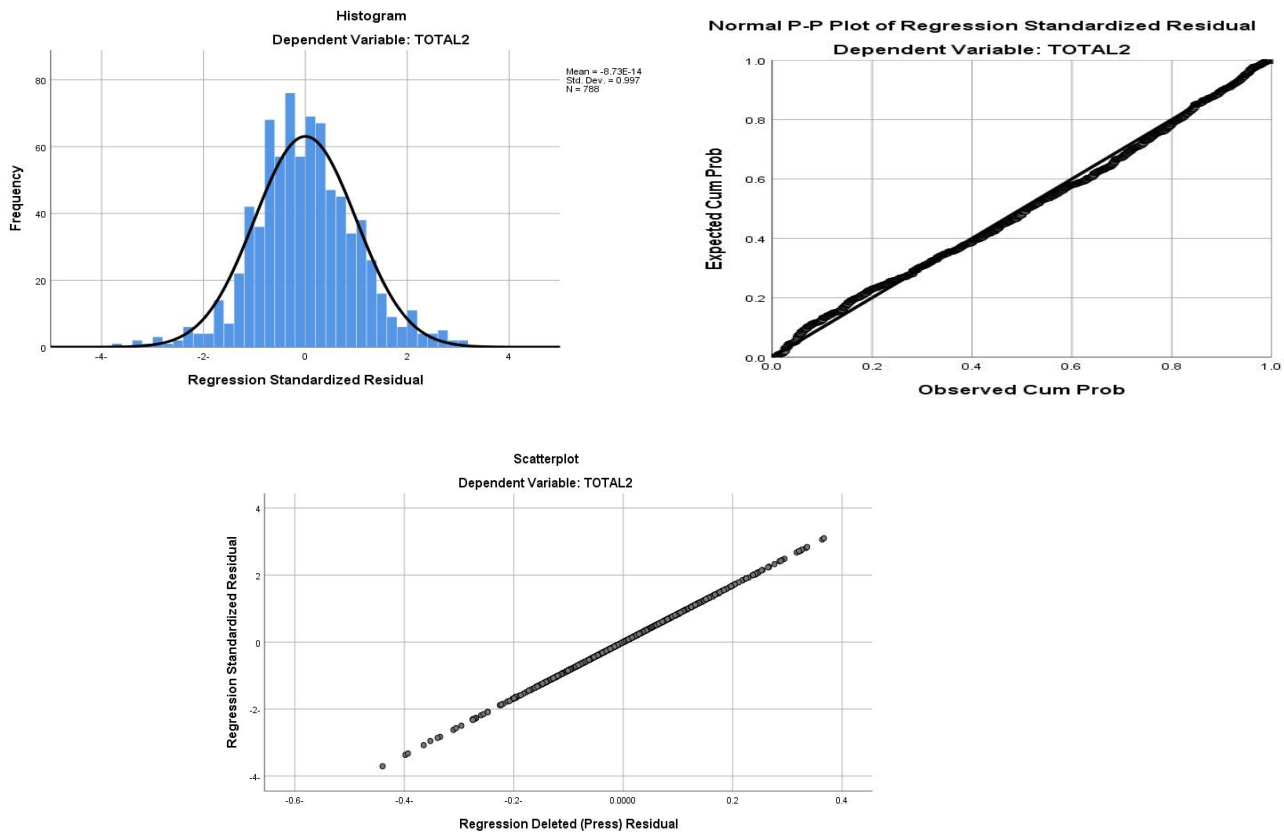 Histogram
Dependent Variable: TOTAL2
Mean = -8.73E-14
Std. Dev. = 0.997
N = 788
80
60
40
20
0
Frequency
-4-
-2
0
2
4
Regression Standardized Residual
Normal P-P Plot of Regression Standardized Residual
Dependent Variable: TOTAL2
1.0
0.8
0.6
0.4
0.2
0.0
Expected Cum Prob
0.0
0.2
0.4
0.6
0.8
1.0
Observed Cum Prob
Scatterplot
Dependent Variable: TOTAL2
4
2
0
-2-
-4-
Regression Standardized Residual
-0.6-
-0.4-
-0.2-
0.0000
0.2
0.4
Regression Deleted (Press) Residual